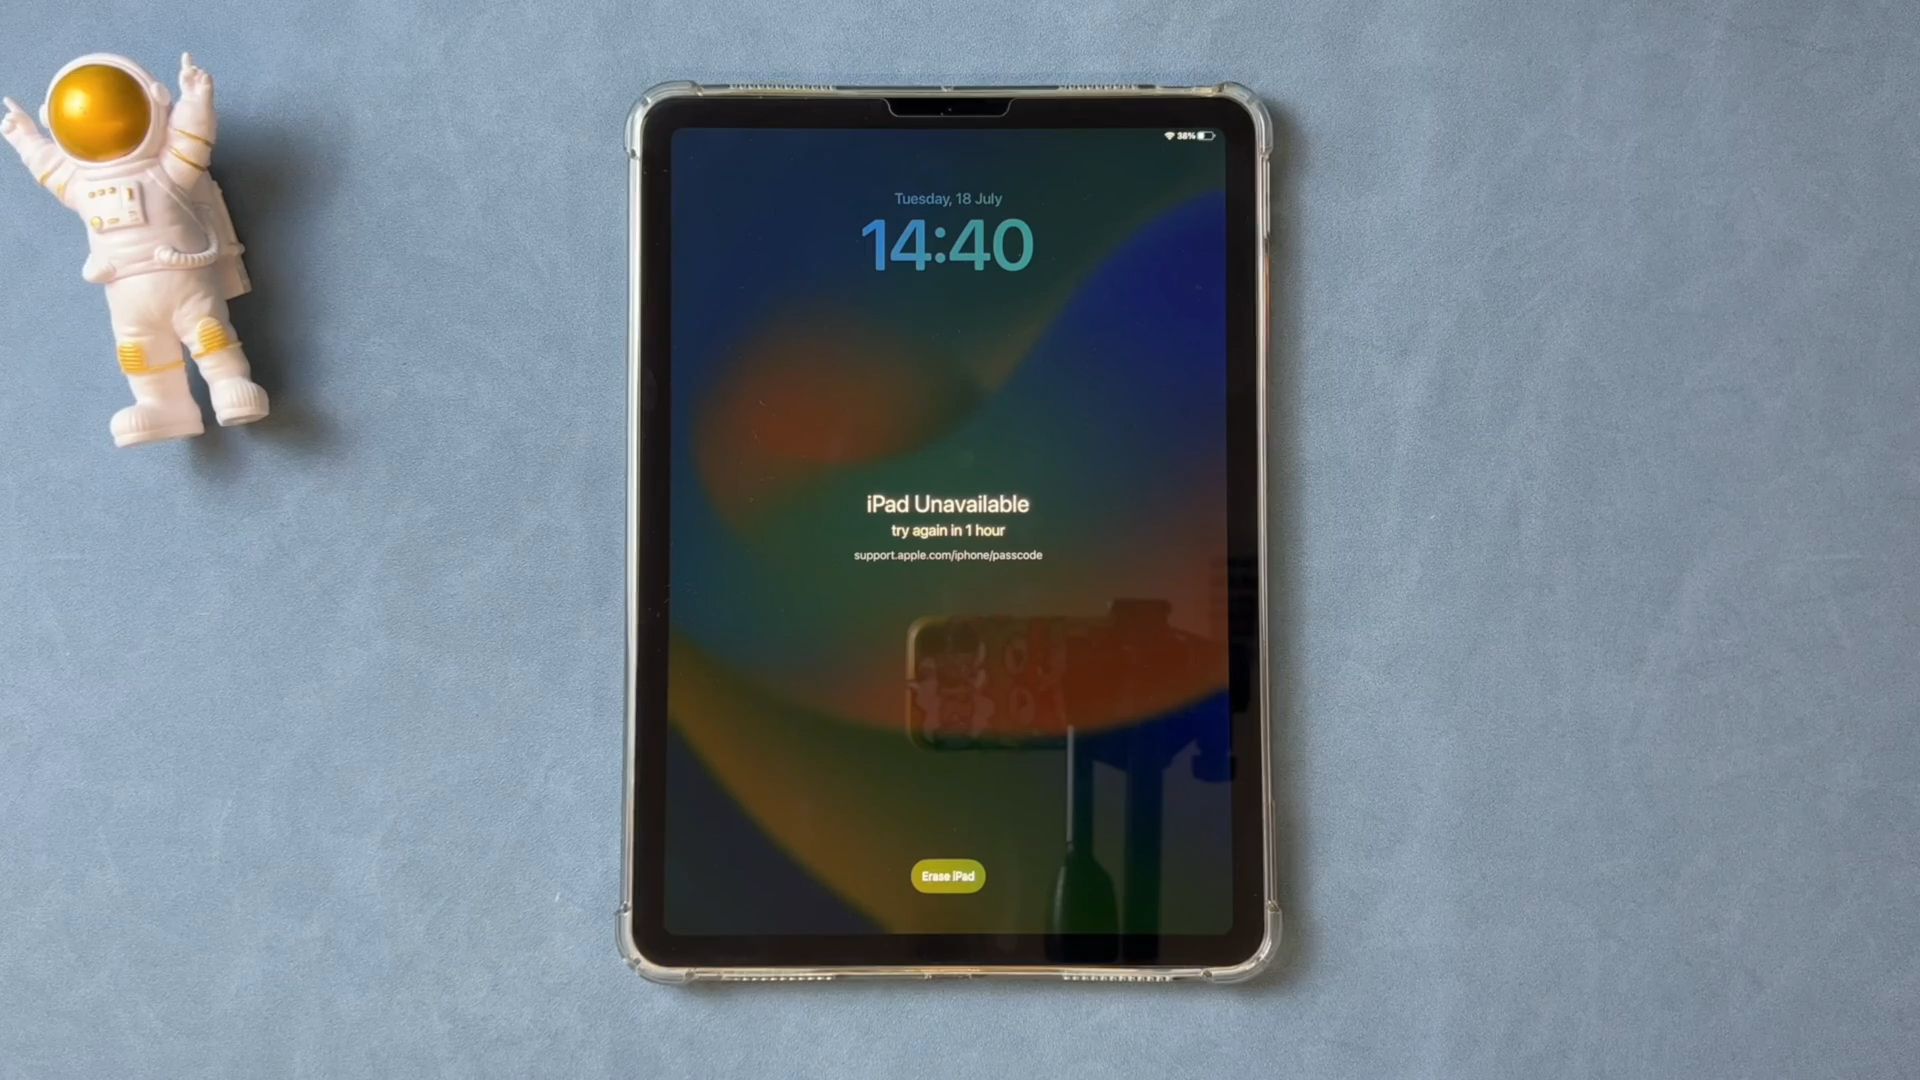 38%
Tuesday, 18 July
14:40
iPad Unavailable
try again in 1 hour
support.apple.com/iphone/passcode
Erase iPad